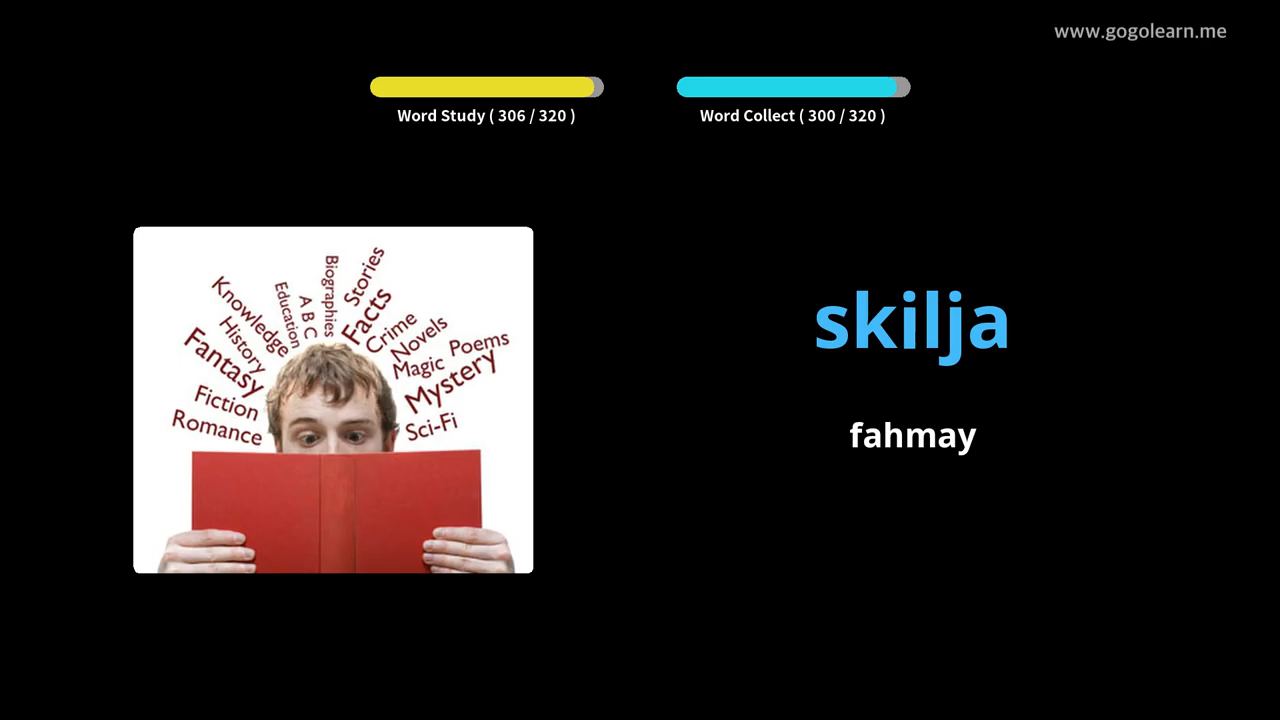 www.gogolearn.me
Word Study ( 306 / 320 )
Word Collect ( 300 / 320 )
Knowledge
History
Fantasy
Fiction
Romance
Education
A B C
Biographies
Stories
Facts
Crime
Novels
Magic
Poems
Mystery
Sci-Fi
skilja
fahmay